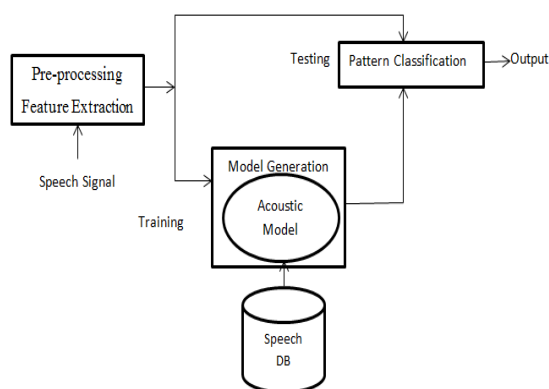 Pre-processing
Feature Extraction
Speech Signal
Testing
Pattern Classification
Output
Training
Model Generation
Acoustic
Model
Speech
DB